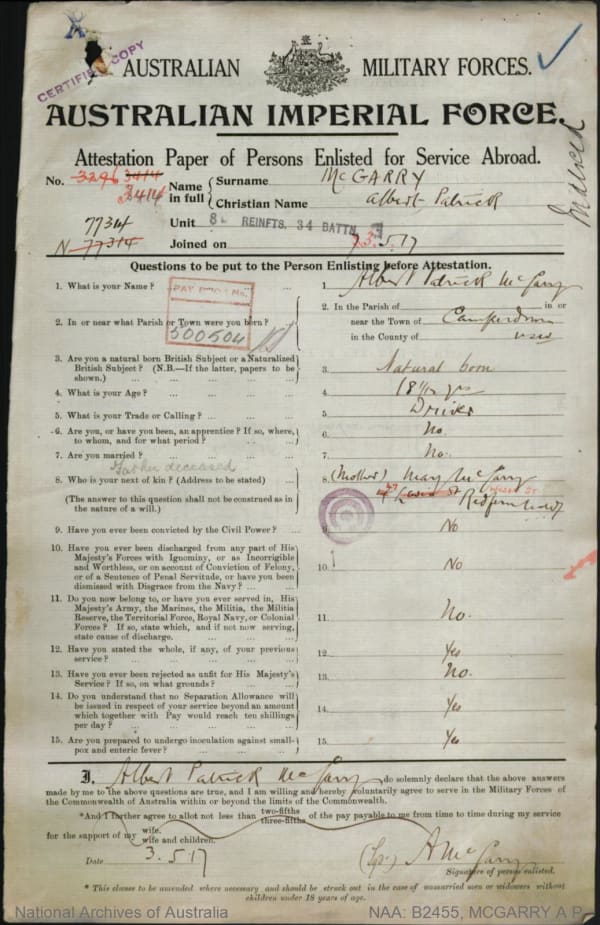 CERTIFIED COPY
AUSTRALIAN MILITARY FORCES.
AUSTRALIAN IMPERIAL FORCE.
Attestation Paper of Persons Enlisted for Service Abroad.
No. 3296 3414
3414
Name in full { Surname McGARRY
Christian Name Albert Patrick
7734 Unit 8 REINFTS. 34 BATTN.
N 77314 Joined on 3.5.17
Questions to be put to the Person Enlisting before Attestation.
1. What is your Name? ... ... ... 1. Albert Patrick McGarry
2. In or near what Parish or Town were you born? 2. In the Parish of in or
near the Town of Camperdown
in the County of NSW
500504
3. Are you a natural born British Subject or a Naturalized
British Subject? (N.B.—If the latter, papers to be
shown.) ... ... ... 3. Natural born
4. What is your Age? ... ... ... 4. 18 yrs
5. What is your Trade or Calling? ... ... 5. Driver
6. Are you, or have you been, an apprentice? If so, where,
to whom, and for what period? ... ... 6. No.
7. Are you married? ... ... ... 7. No.
Father deceased
8. Who is your next of kin? (Address to be stated) ... 8. (Mother) May McGarry
Redfern
(The answer to this question shall not be construed as in
the nature of a will.)
9. Have you ever been convicted by the Civil Power? ... 9. No
10. Have you ever been discharged from any part of His
Majesty's Forces with Ignominy, or as Incorrigible
and Worthless, or on account of Conviction of Felony,
or of a Sentence of Penal Servitude, or have you been
dismissed with Disgrace from the Navy? ... ... 10. No
11. Do you now belong to, or have you ever served in, His
Majesty's Army, the Marines, the Militia, the Militia
Reserve, the Territorial Force, Royal Navy, or Colonial
Forces? If so, state which, and if not now serving,
state cause of discharge. ... ... ... 11. No.
12. Have you stated the whole, if any, of your previous
service? ... ... ... 12. Yes
13. Have you ever been rejected as unfit for His Majesty's
Service? If so, on what grounds? ... ... 13. No.
14. Do you understand that no Separation Allowance will
be issued in respect of your service beyond an amount
which together with Pay would reach ten shillings
per day? ... ... ... 14. Yes
15. Are you prepared to undergo inoculation against small-
pox and enteric fever? ... ... ... 15. Yes
I, Albert Patrick McGarry do solemnly declare that the above answers
made by me to the above questions are true, and I am willing and hereby voluntarily agree to serve in the Military Forces of
the Commonwealth of Australia within or beyond the limits of the Commonwealth.
*And I further agree to allot not less than two-fifths three-fifths of the pay payable to me from time to time during my service
for the support of my wife. wife and children.
Date 3.5.17 (Sgd) A McGarry
Signature of person enlisted.
* This clause to be amended where necessary and should be struck out in the case of unmarried men or widowers without
children under 18 years of age.
National Archives of Australia NAA: B2455, MCGARRY A P